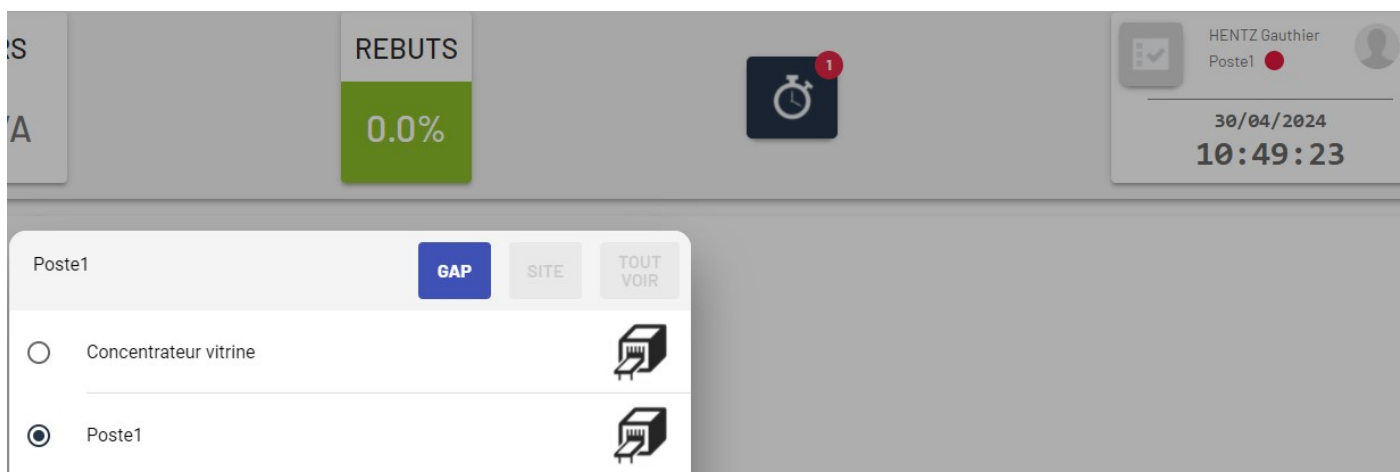 RS
REBUTS
1
HENTZ Gauthier
Poste1
/A
0.0%
30/04/2024
10:49:23
Poste1
GAP
SITE
TOUT
VOIR
Concentrateur vitrine
Poste1